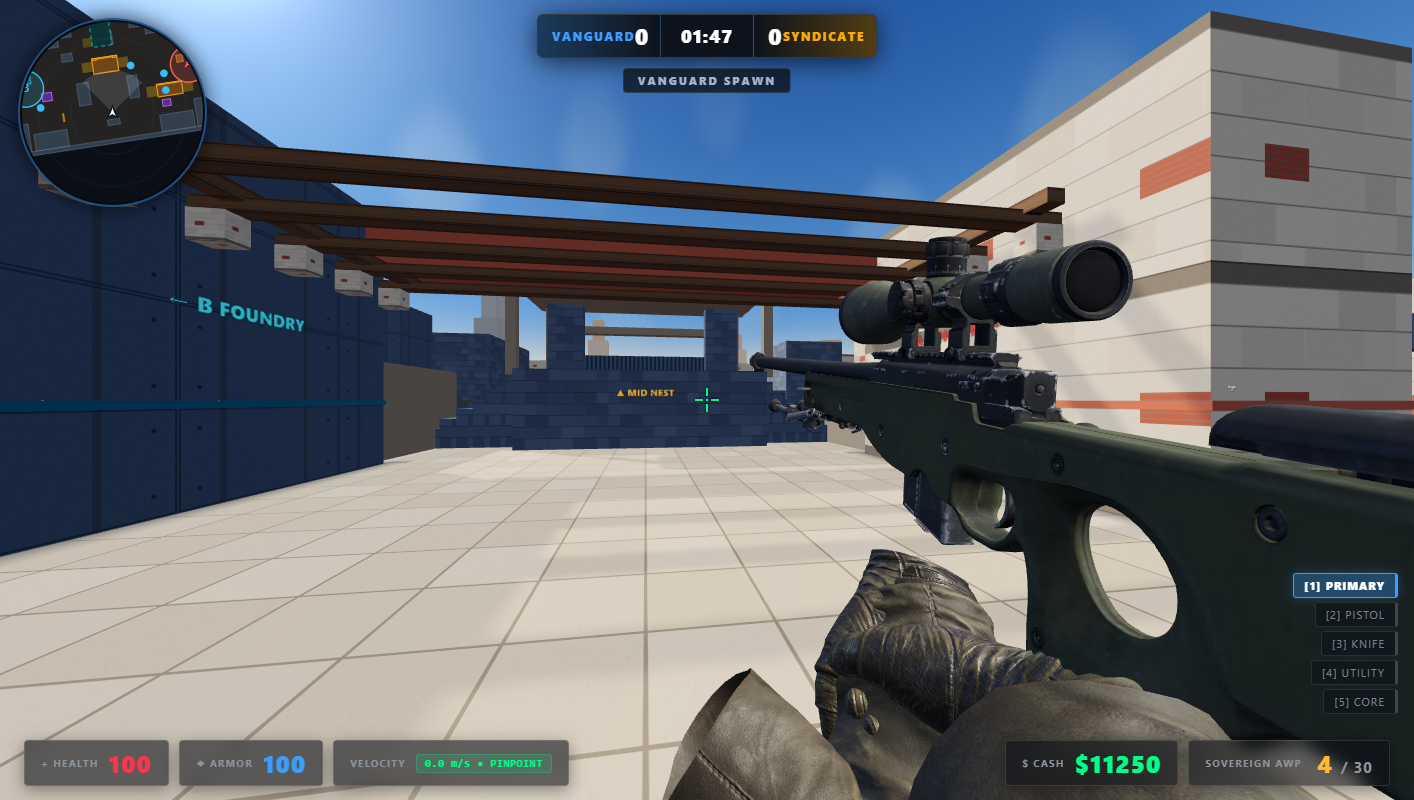 VANGUARD 0 01:47 0 SYNDICATE
VANGUARD SPAWN
← B FOUNDRY
▲ MID NEST
[1] PRIMARY
[2] PISTOL
[3] KNIFE
[4] UTILITY
[5] CORE
+ HEALTH 100
◆ ARMOR 100
VELOCITY 0.0 m/s • PINPOINT
$ CASH $11250
SOVEREIGN AWP 4 / 30